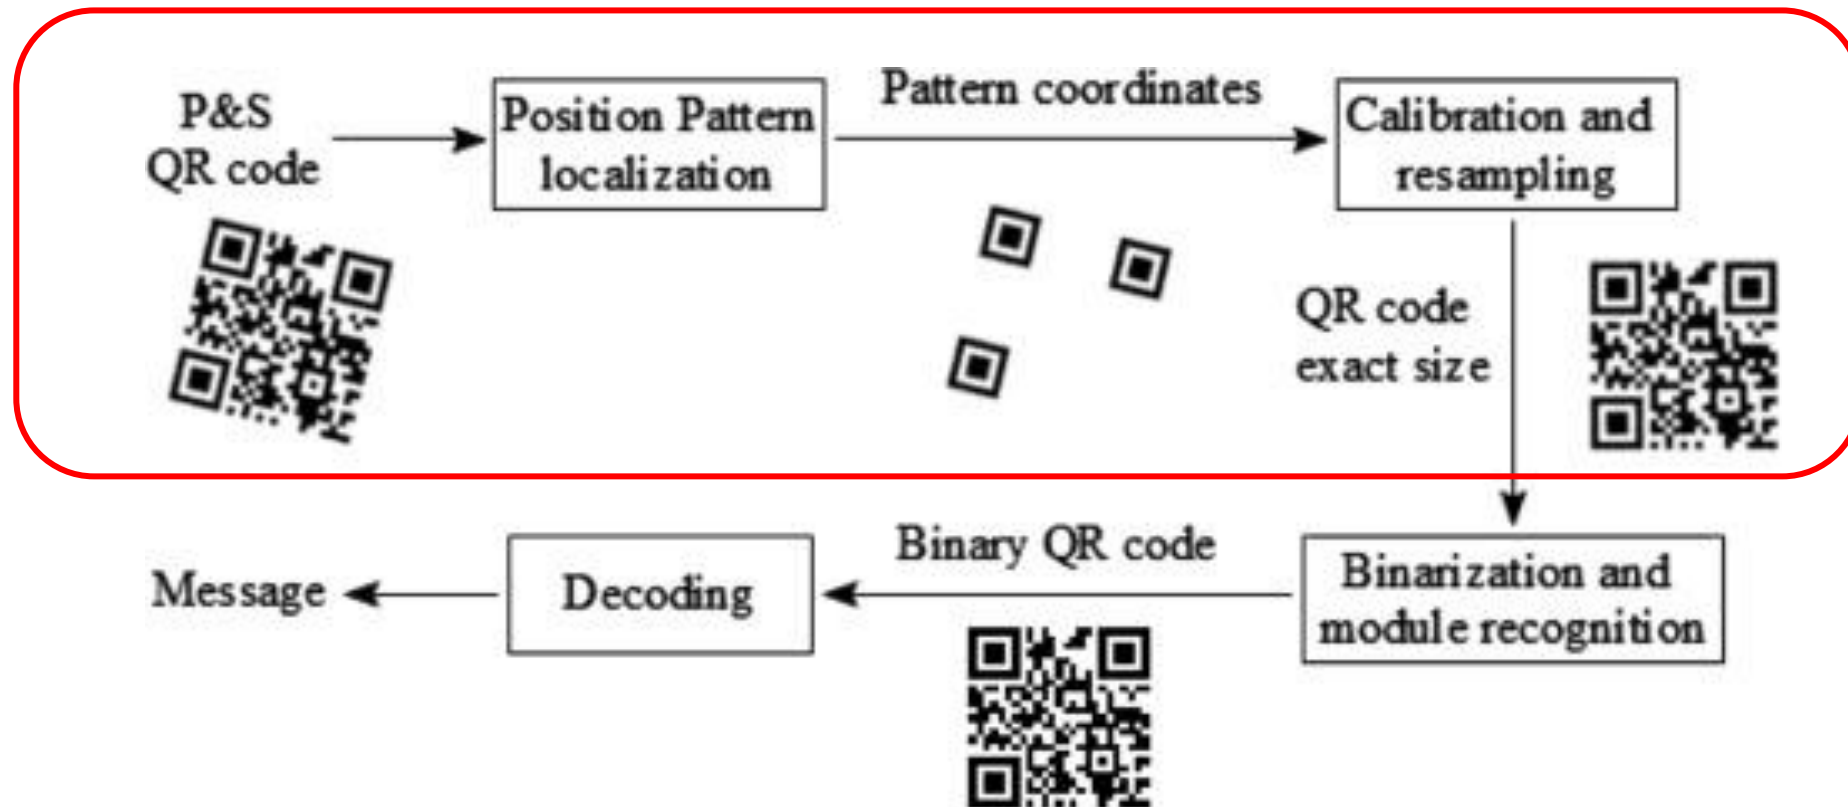 P&S
QR code
Position Pattern
localization
Pattern coordinates
Calibration and
resampling
QR code
exact size
Binarization and
module recognition
Binary QR code
Decoding
Message